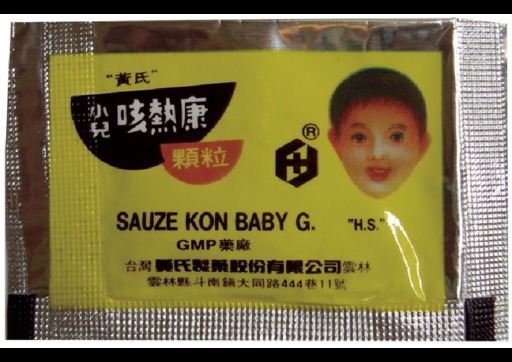 "黃氏"
小兒
咳熱康
顆粒
®
SAUZE KON BABY G. "H.S."
GMP藥廠
台灣 黃氏製藥股份有限公司 雲林
雲林縣斗南鎮大同路444巷11號